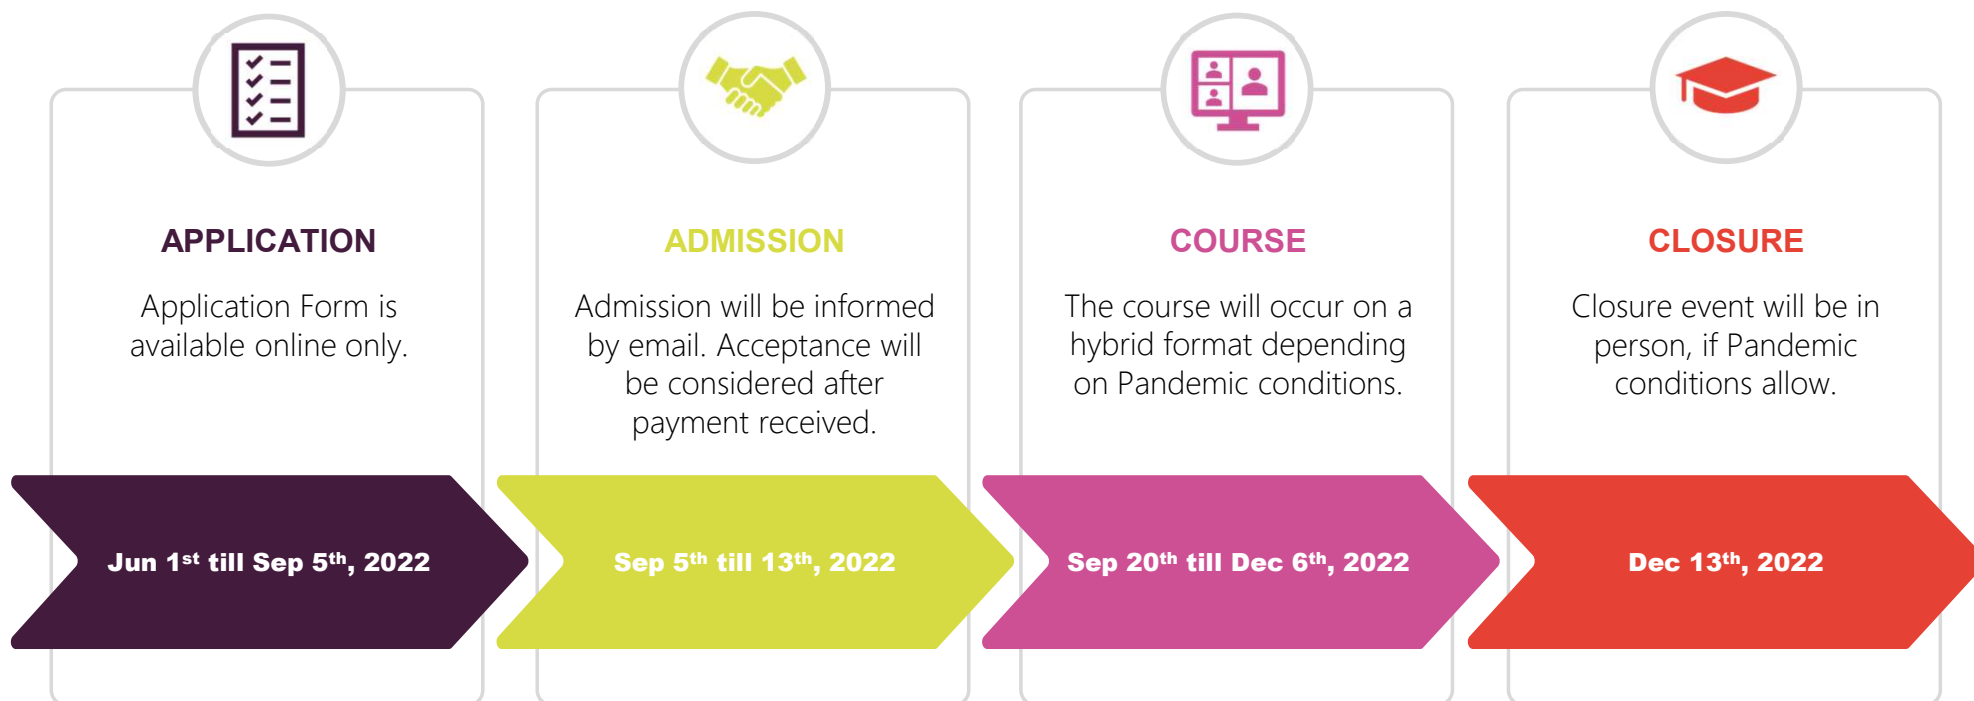 APPLICATION
Application Form is
available online only.
Jun 1st till Sep 5th, 2022
ADMISSION
Admission will be informed
by email. Acceptance will
be considered after
payment received.
Sep 5th till 13th, 2022
COURSE
The course will occur on a
hybrid format depending
on Pandemic conditions.
Sep 20th till Dec 6th, 2022
CLOSURE
Closure event will be in
person, if Pandemic
conditions allow.
Dec 13th, 2022